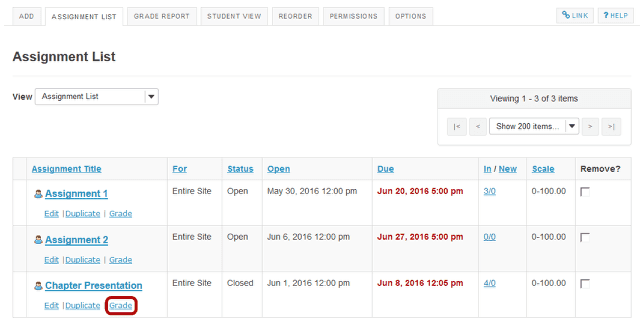 ADD ASSIGNMENT LIST GRADE REPORT STUDENT VIEW REORDER PERMISSIONS OPTIONS LINK ? HELP
Assignment List
View Assignment List
Viewing 1 - 3 of 3 items
|< < Show 200 items... > >|
Assignment Title For Status Open Due In / New Scale Remove?
Assignment 1 Entire Site Open May 30, 2016 12:00 pm Jun 20, 2016 5:00 pm 3/0 0-100.00
Edit | Duplicate | Grade
Assignment 2 Entire Site Open Jun 6, 2016 12:00 pm Jun 27, 2016 5:00 pm 0/0 0-100.00
Edit | Duplicate | Grade
Chapter Presentation Entire Site Closed Jun 1, 2016 12:00 pm Jun 8, 2016 12:05 pm 4/0 0-100.00
Edit | Duplicate | Grade